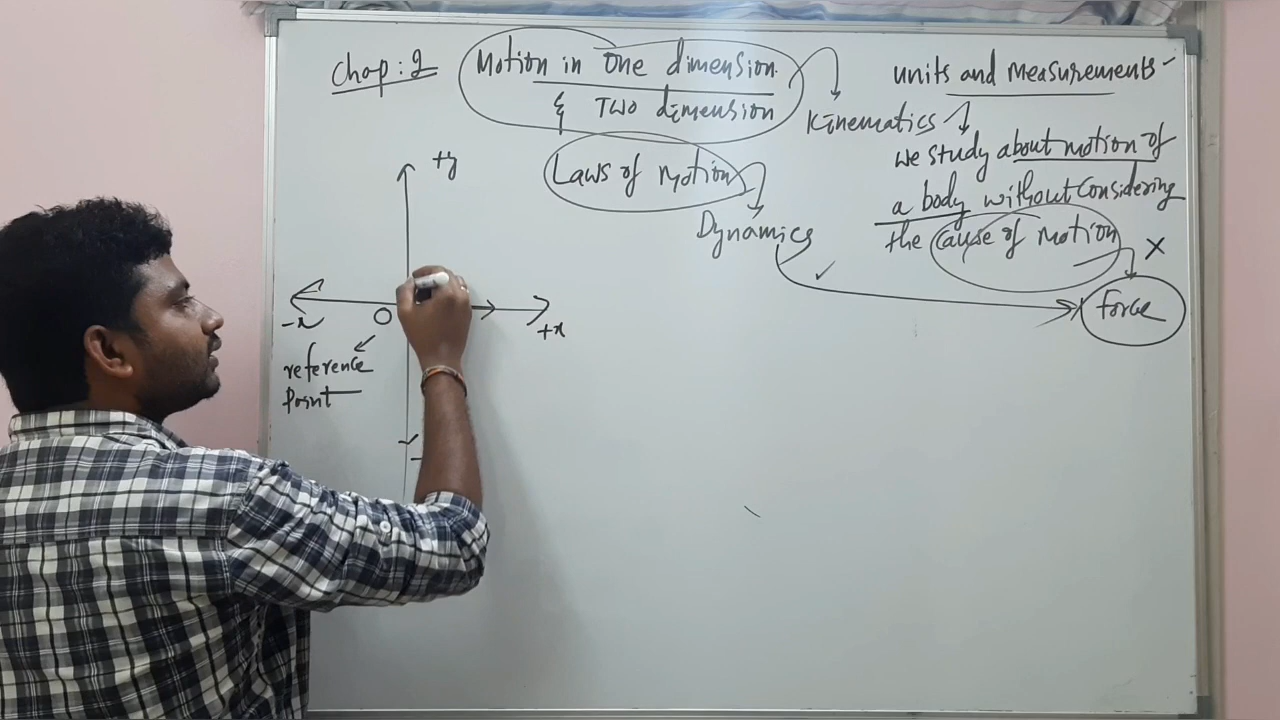 Chap: 2
Motion in One dimension
& Two dimension
Laws of motion
Kinematics
Dynamics
units and measurements
we study about motion of
a body without considering
the cause of motion x
force
+y
-x
O
+x
reference
point